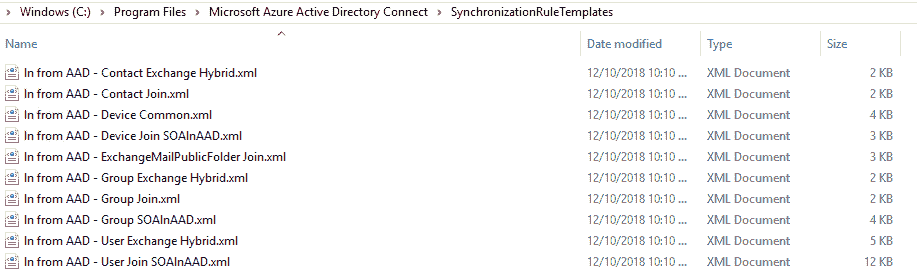 Windows (C:) > Program Files > Microsoft Azure Active Directory Connect > SynchronizationRuleTemplates
Name Date modified Type Size
In from AAD - Contact Exchange Hybrid.xml 12/10/2018 10:10 ... XML Document 2 KB
In from AAD - Contact Join.xml 12/10/2018 10:10 ... XML Document 2 KB
In from AAD - Device Common.xml 12/10/2018 10:10 ... XML Document 4 KB
In from AAD - Device Join SOAInAAD.xml 12/10/2018 10:10 ... XML Document 3 KB
In from AAD - ExchangeMailPublicFolder Join.xml 12/10/2018 10:10 ... XML Document 3 KB
In from AAD - Group Exchange Hybrid.xml 12/10/2018 10:10 ... XML Document 2 KB
In from AAD - Group Join.xml 12/10/2018 10:10 ... XML Document 2 KB
In from AAD - Group SOAInAAD.xml 12/10/2018 10:10 ... XML Document 4 KB
In from AAD - User Exchange Hybrid.xml 12/10/2018 10:10 ... XML Document 5 KB
In from AAD - User Join SOAInAAD.xml 12/10/2018 10:10 ... XML Document 12 KB